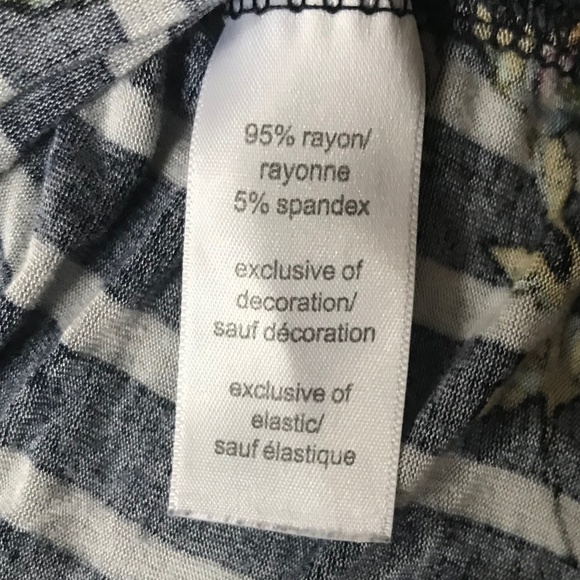 95% rayon/
rayonne
5% spandex
exclusive of
decoration/
sauf décoration
exclusive of
elastic/
sauf élastique